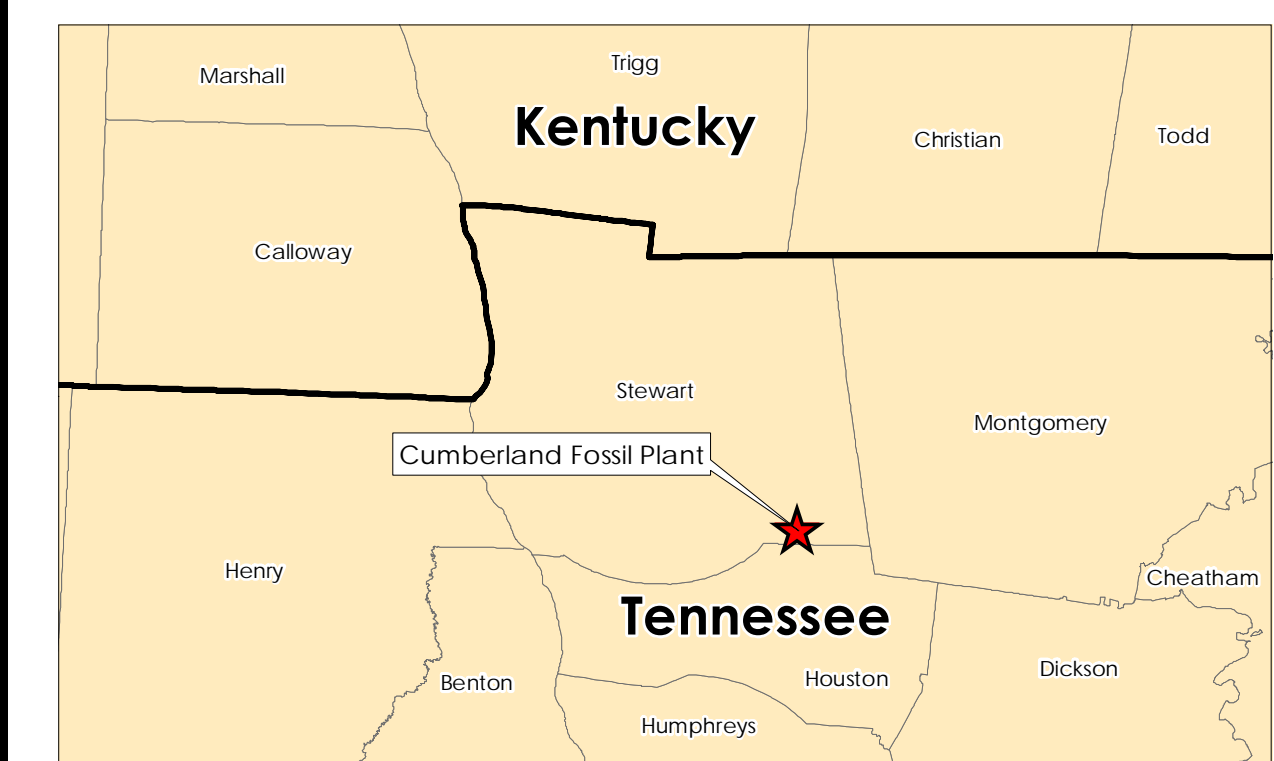 Marshall
Trigg
Kentucky
Christian
Todd
Calloway
Stewart
Montgomery
Cumberland Fossil Plant
Henry
Cheatham
Tennessee
Benton
Houston
Dickson
Humphreys